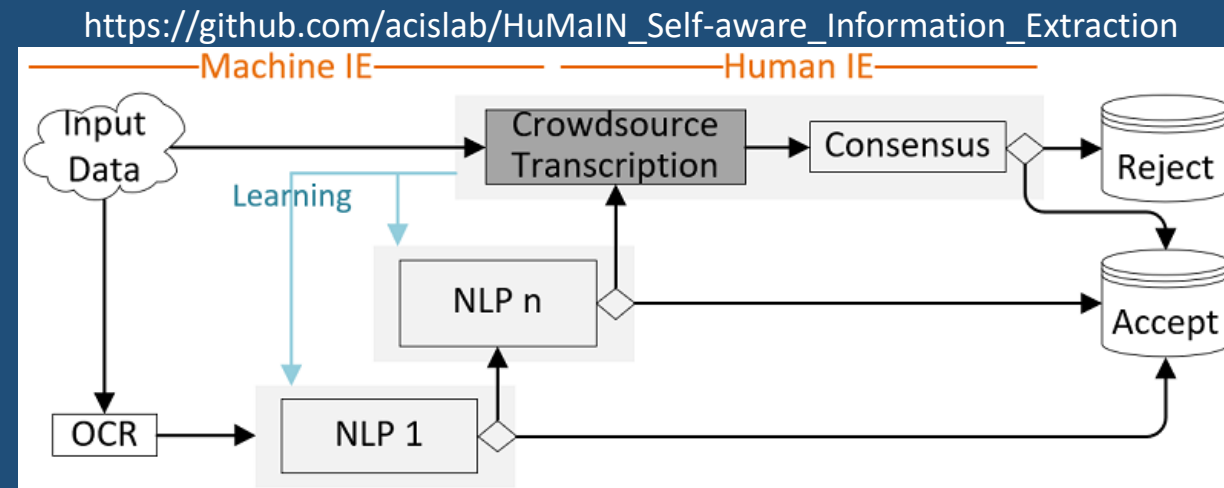 https://github.com/acislab/HuMaIN_Self-aware_Information_Extraction
Machine IE
Human IE
Input
Data
Crowdsource
Transcription
Consensus
Reject
Learning
NLP n
Accept
OCR
NLP 1